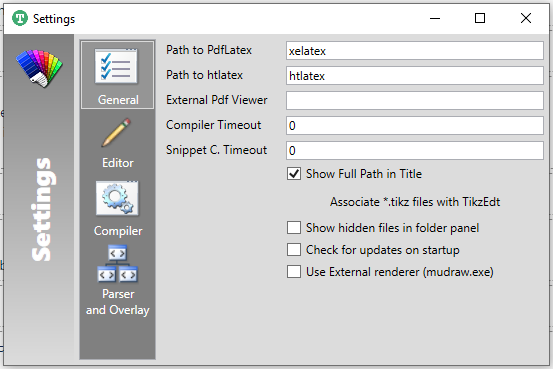 Settings
Settings
General
Editor
Compiler
Parser
and Overlay
Path to PdfLatex
xelatex
Path to htlatex
htlatex
External Pdf Viewer
Compiler Timeout
0
Snippet C. Timeout
0
Show Full Path in Title
Associate *.tikz files with TikzEdt
Show hidden files in folder panel
Check for updates on startup
Use External renderer (mudraw.exe)